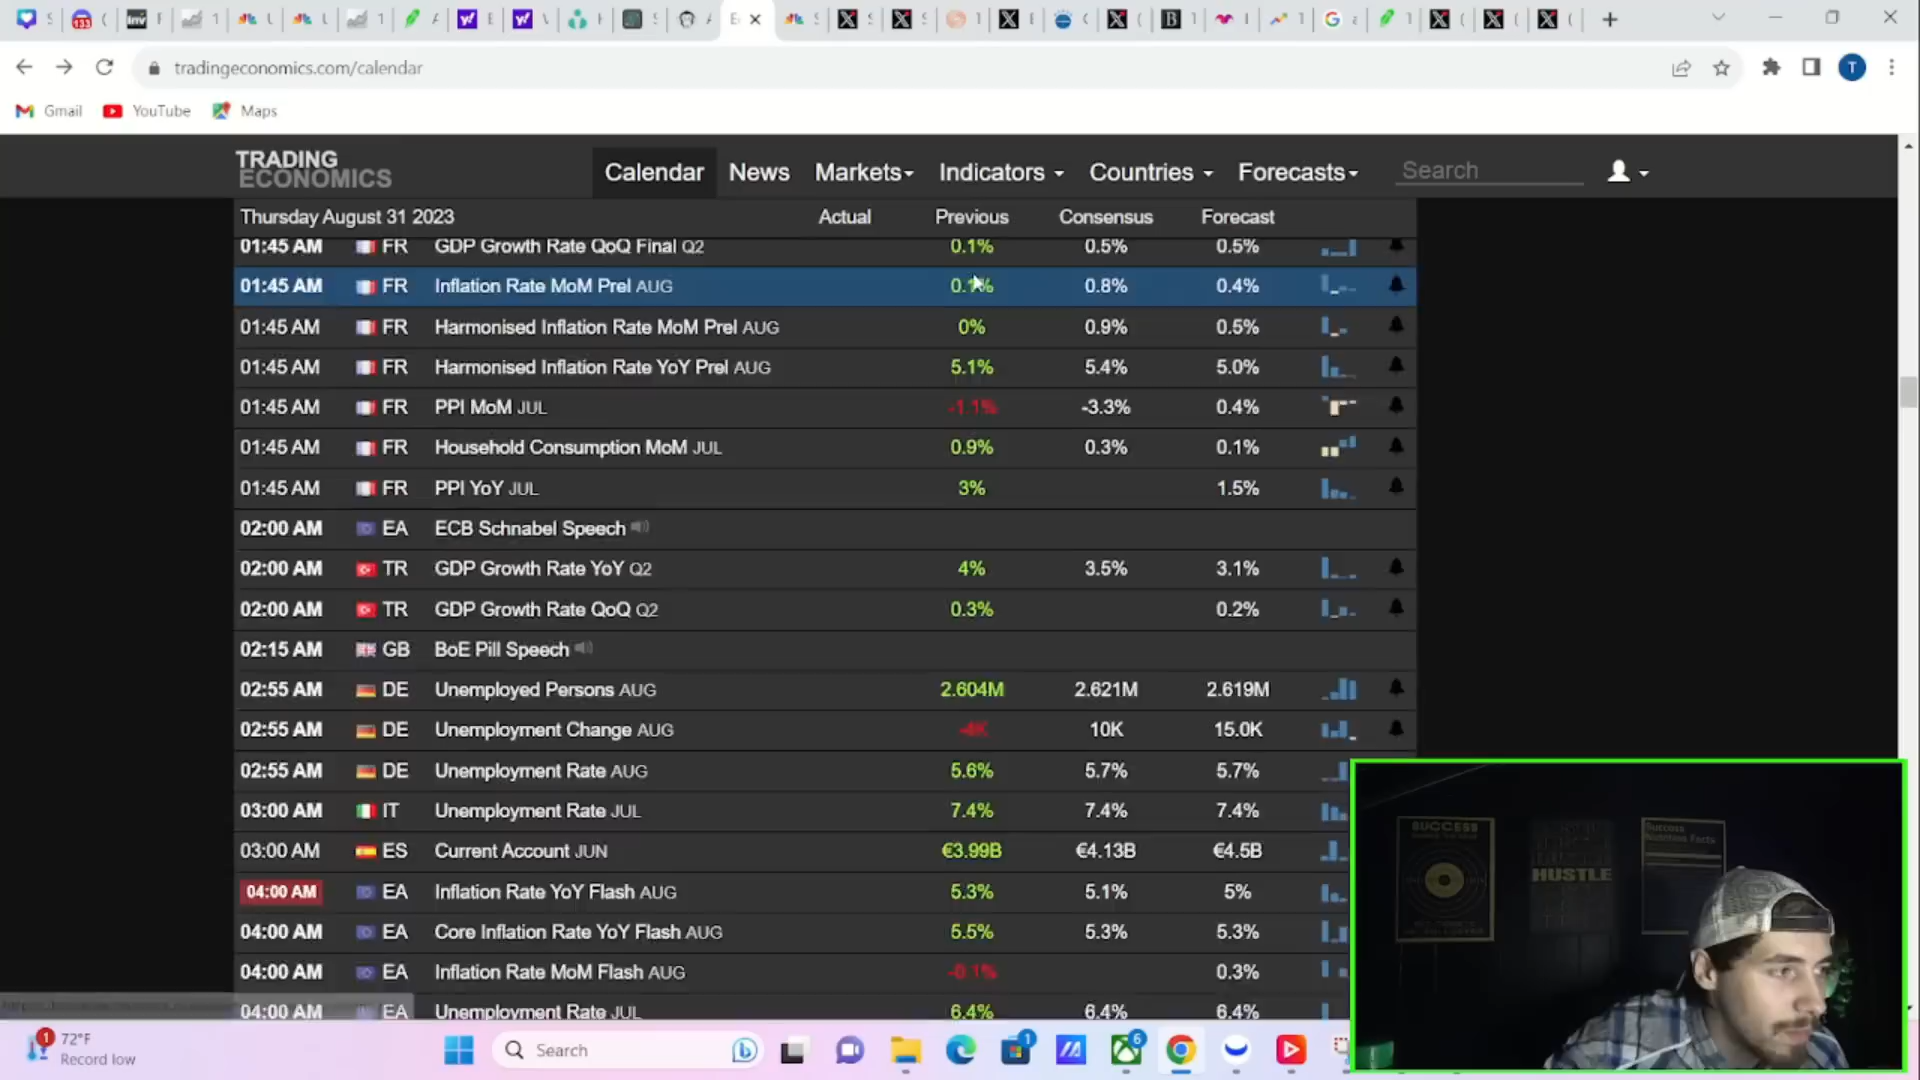 tradingeconomics.com/calendar
T
Gmail YouTube Maps
TRADING ECONOMICS
Calendar News Markets Indicators Countries Forecasts Search
Thursday August 31 2023 Actual Previous Consensus Forecast
01:45 AM FR GDP Growth Rate QoQ Final Q2 0.1% 0.5% 0.5%
01:45 AM FR Inflation Rate MoM Prel AUG 0.1% 0.8% 0.4%
01:45 AM FR Harmonised Inflation Rate MoM Prel AUG 0% 0.9% 0.5%
01:45 AM FR Harmonised Inflation Rate YoY Prel AUG 5.1% 5.4% 5.0%
01:45 AM FR PPI MoM JUL -1.1% -3.3% 0.4%
01:45 AM FR Household Consumption MoM JUL 0.9% 0.3% 0.1%
01:45 AM FR PPI YoY JUL 3% 1.5%
02:00 AM EA ECB Schnabel Speech
02:00 AM TR GDP Growth Rate YoY Q2 4% 3.5% 3.1%
02:00 AM TR GDP Growth Rate QoQ Q2 0.3% 0.2%
02:15 AM GB BoE Pill Speech
02:55 AM DE Unemployed Persons AUG 2.604M 2.621M 2.619M
02:55 AM DE Unemployment Change AUG -4K 10K 15.0K
02:55 AM DE Unemployment Rate AUG 5.6% 5.7% 5.7%
03:00 AM IT Unemployment Rate JUL 7.4% 7.4% 7.4%
03:00 AM ES Current Account JUN €3.99B €4.13B €4.5B
04:00 AM EA Inflation Rate YoY Flash AUG 5.3% 5.1% 5%
04:00 AM EA Core Inflation Rate YoY Flash AUG 5.5% 5.3% 5.3%
04:00 AM EA Inflation Rate MoM Flash AUG -0.1% 0.3%
04:00 AM EA Unemployment Rate JUL 6.4% 6.4% 6.4%
SUCCESS
HUSTLE
Success
Nutrition Facts
1 72°F
Record low
Search
1
6